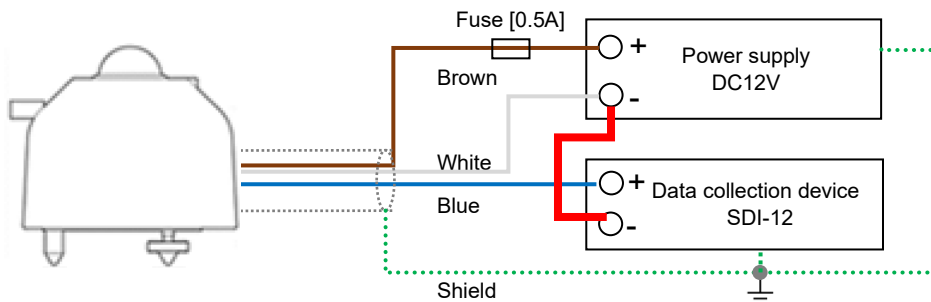 Fuse [0.5A]
+
Power supply
DC12V
Brown
-
White
+
Data collection device
SDI-12
Blue
-
Shield